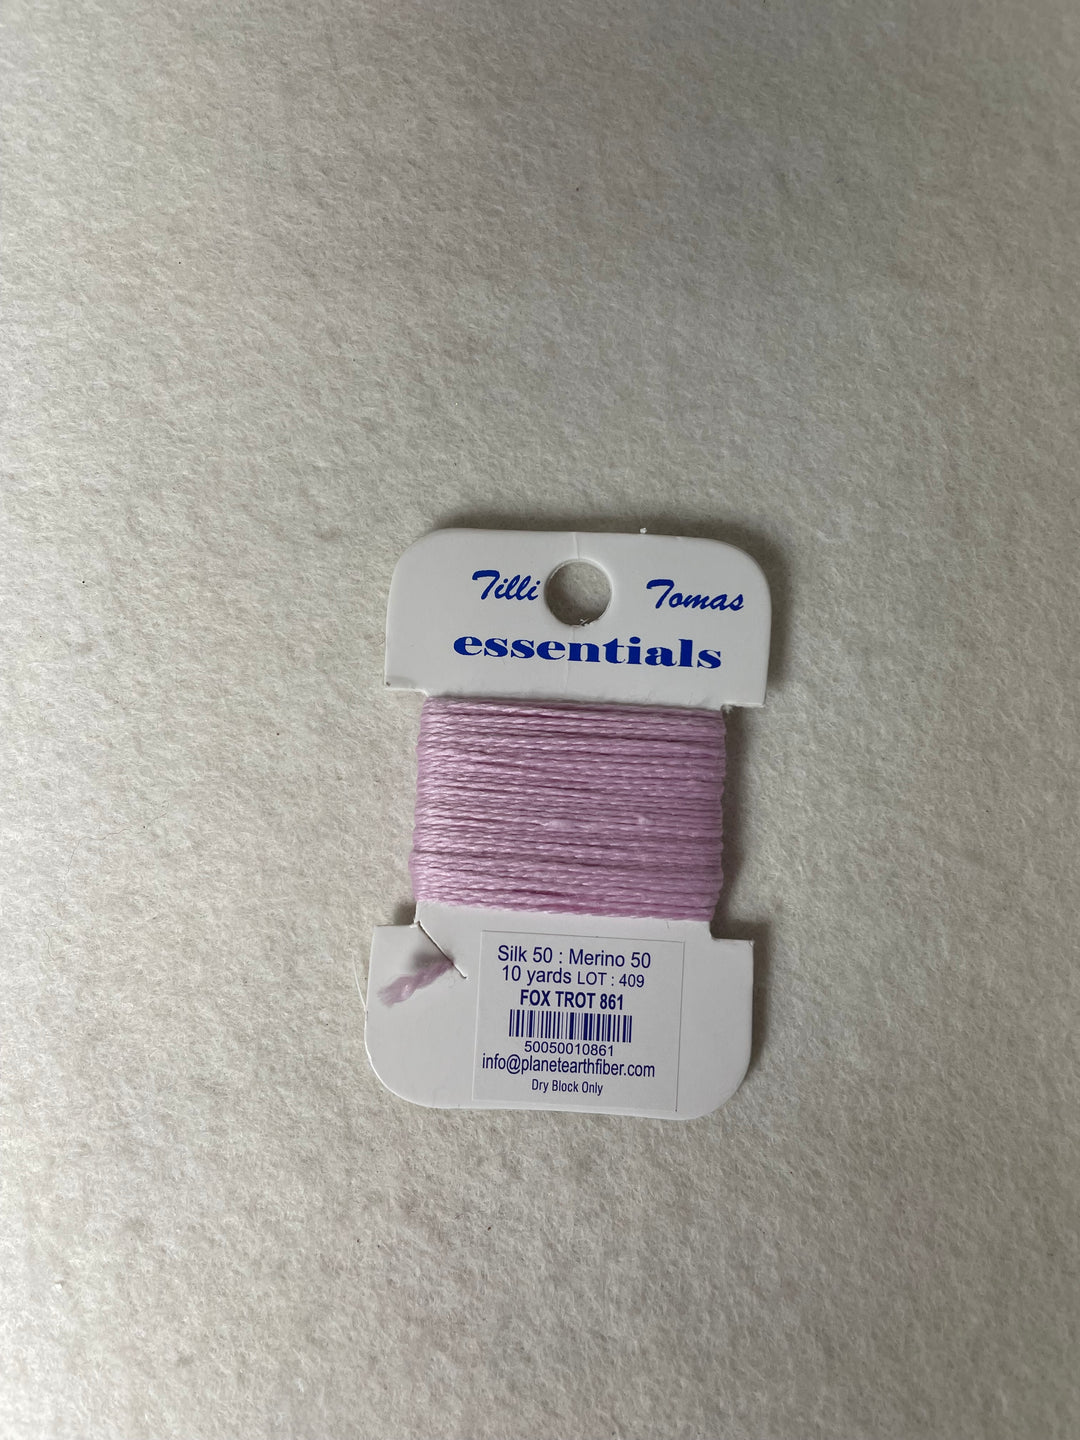 Tilli Tomas
essentials
Silk 50 : Merino 50
10 yards LOT : 409
FOX TROT 861
50050010861
info@planetearthfiber.com
Dry Block Only